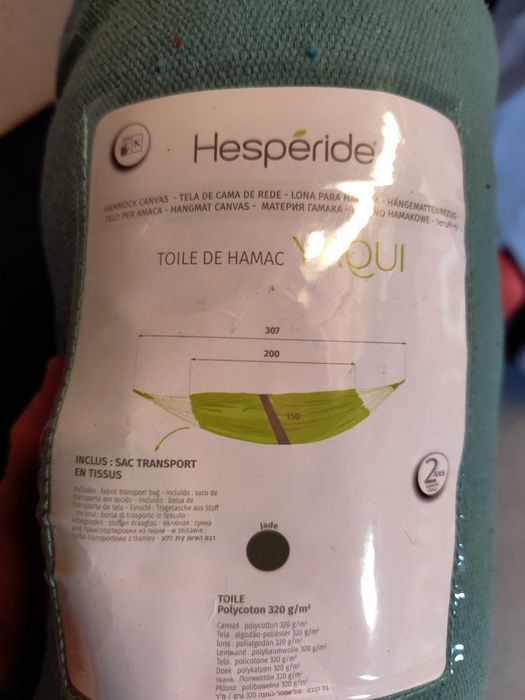 Hespéride
HAMMOCK CANVAS - TELA DE CAMA DE REDE - LONA PARA - HÄNGEMATTENBEZUG -
TELO PER AMACA - HANGMAT CANVAS - МАТЕРИЯ ГАМАКА - HAMAKOWE -
TOILE DE HAMAC YAQUI
307
200
150
INCLUS : SAC TRANSPORT
EN TISSUS
Includes : fabric transport bag - incluído : saco de
transporte em tecido - incluido : bolsa de
transporte de tela - Einschl : Tragetasche aus Stoff
- inclusa : borsa di trasporto in tessuto -
inbegrepen : stoffen draagtas - включая : сумка
для транспортировки из ткани - w zestawie :
torba transportowa z tkaniny -
2 ANS
Jade
TOILE
Polycoton 320 g/m²
Canvas : polycotton 320 g/m²
Tela : algodão-poliéster 320 g/m²
lona : polialgodón 320 g/m²
Leinwand : polybaumwolle 320 g/m²
Telo : policotone 320 g/m²
Doek : polykatoen 320 g/m²
ткань : Поликотон 320 g/m²
Płótno : polibawełna 320 g/m²